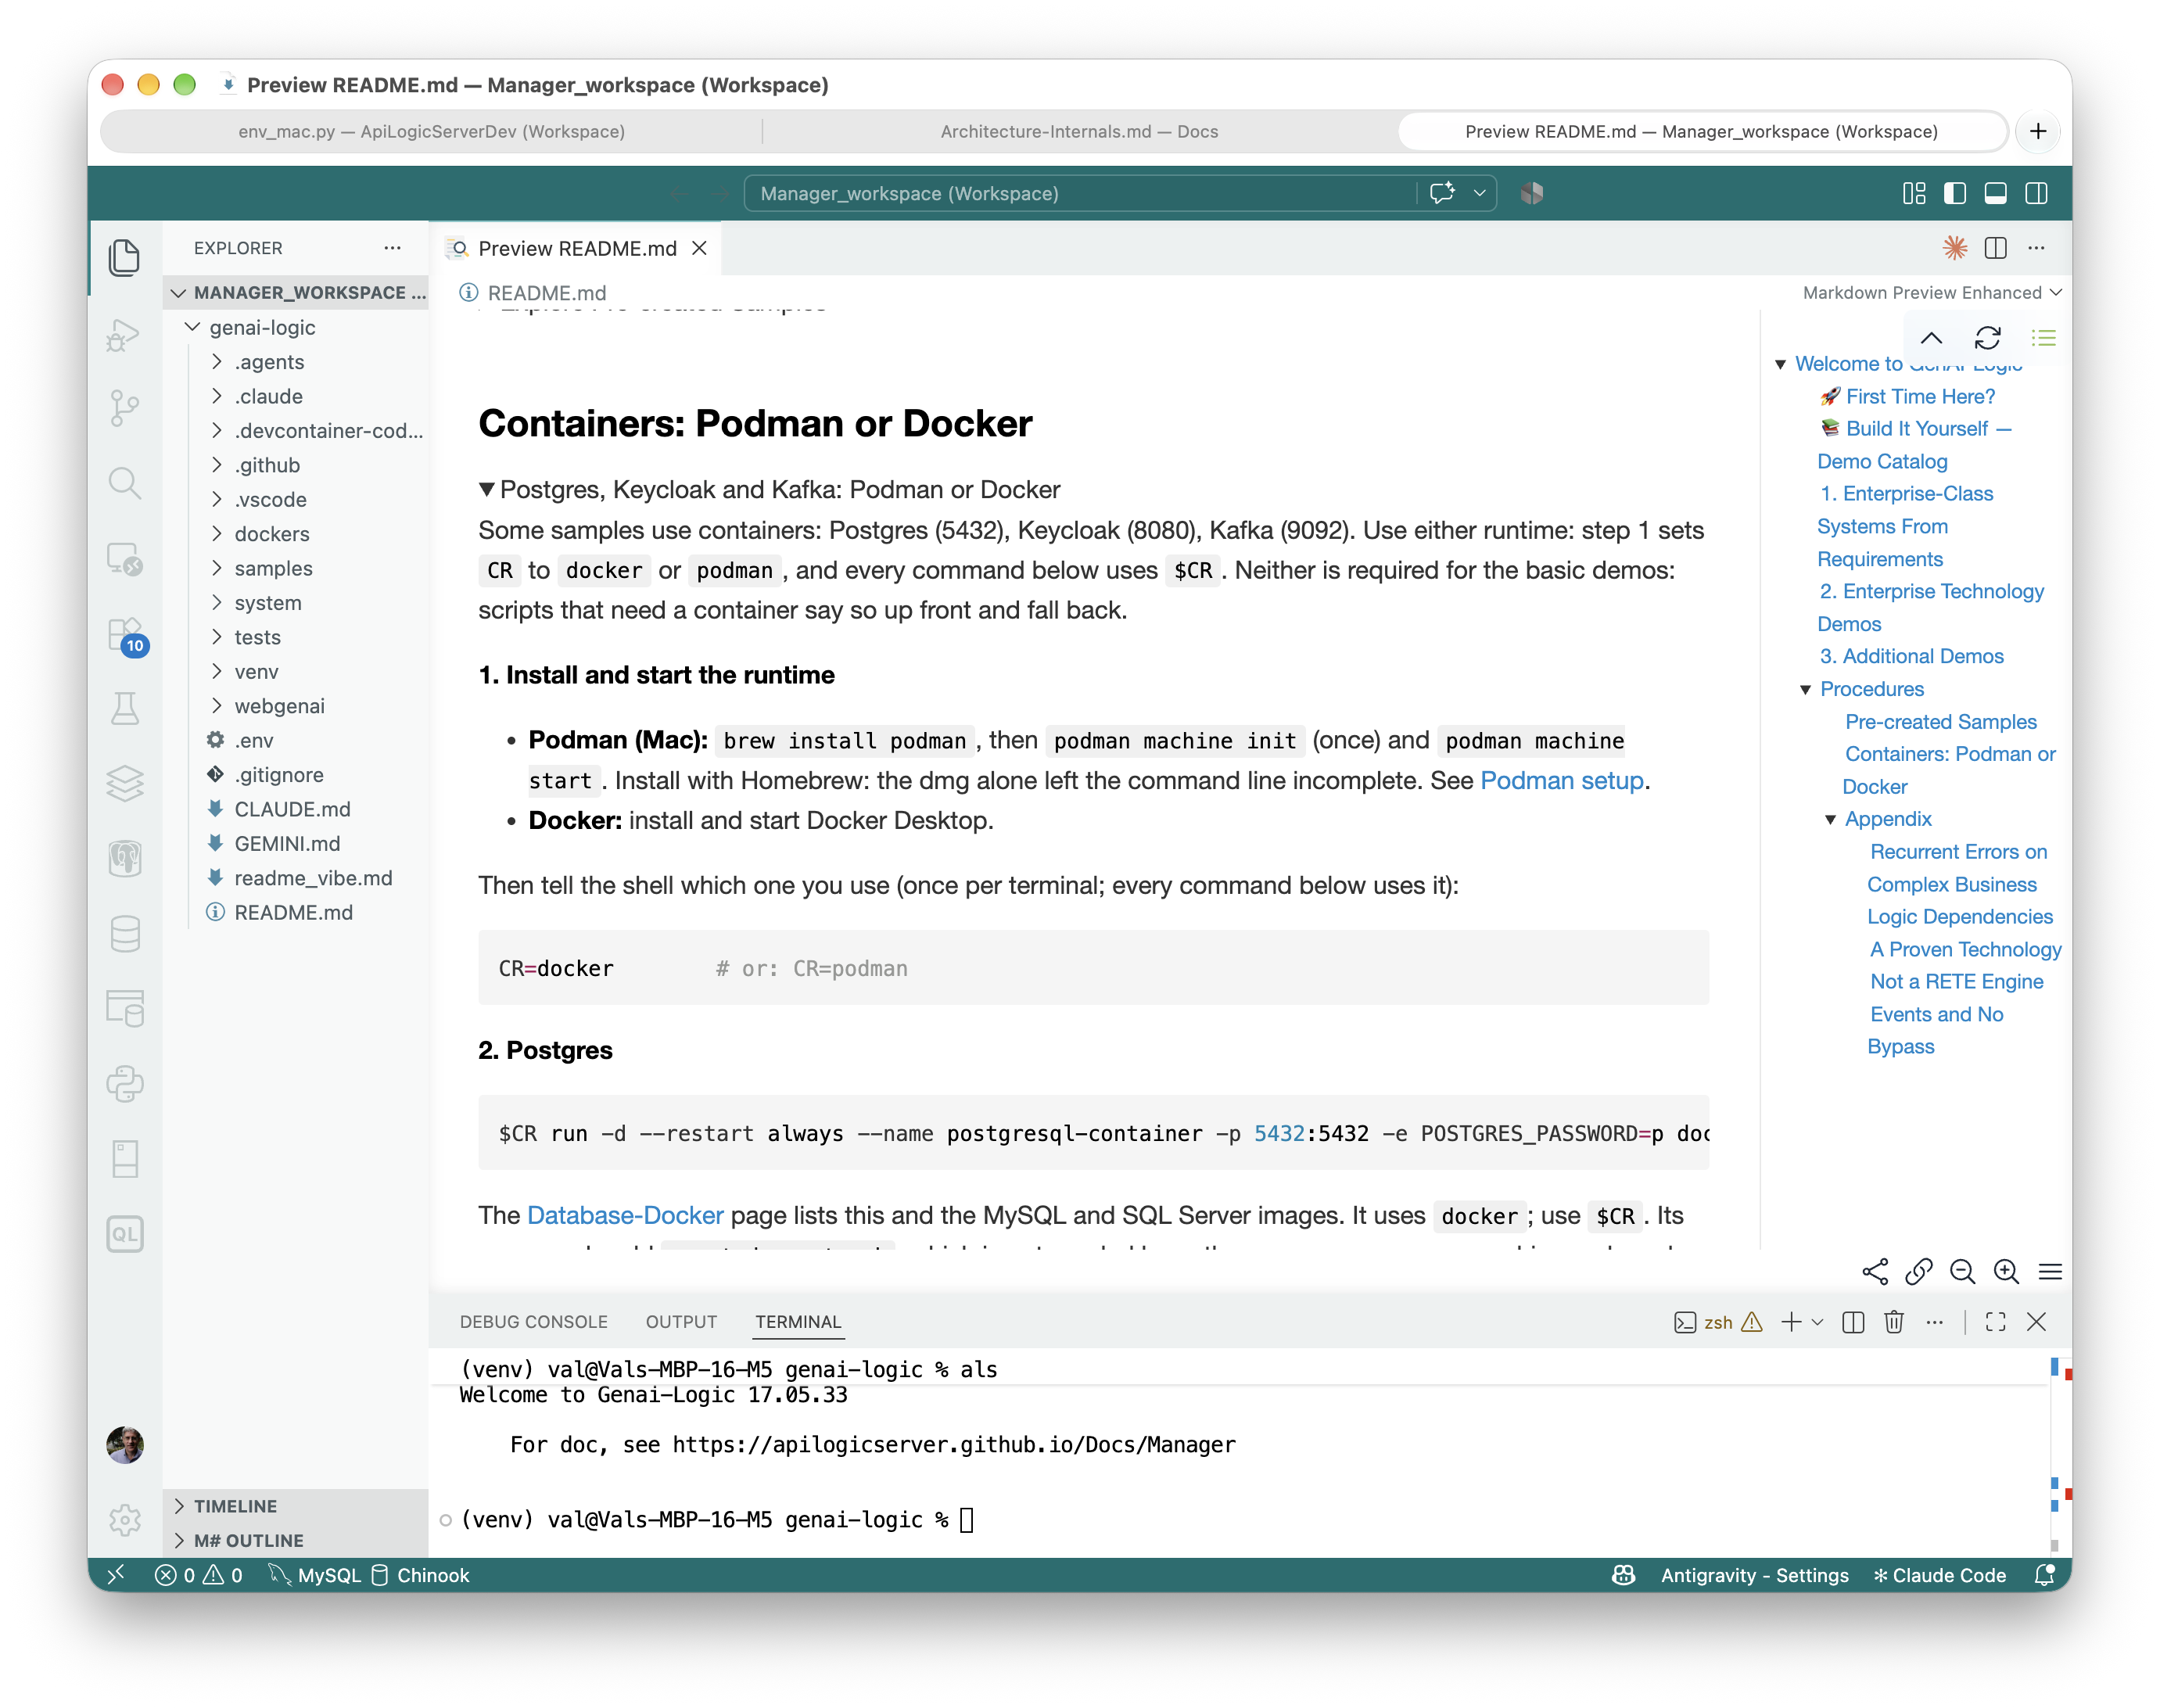 Preview README.md — Manager_workspace (Workspace)
env_mac.py — ApiLogicServerDev (Workspace)
Architecture-Internals.md — Docs
Preview README.md — Manager_workspace (Workspace)
Manager_workspace (Workspace)
EXPLORER
MANAGER_WORKSPACE ...
genai-logic
.agents
.claude
.devcontainer-cod...
.github
.vscode
dockers
samples
system
tests
venv
webgenai
.env
.gitignore
CLAUDE.md
GEMINI.md
readme_vibe.md
README.md
TIMELINE
M# OUTLINE
10
QL
Preview README.md
README.md
Markdown Preview Enhanced
Containers: Podman or Docker
▼ Postgres, Keycloak and Kafka: Podman or Docker
Some samples use containers: Postgres (5432), Keycloak (8080), Kafka (9092). Use either runtime: step 1 sets
CR to docker or podman, and every command below uses $CR. Neither is required for the basic demos:
scripts that need a container say so up front and fall back.
1. Install and start the runtime
• Podman (Mac): brew install podman, then podman machine init (once) and podman machine
start. Install with Homebrew: the dmg alone left the command line incomplete. See Podman setup.
• Docker: install and start Docker Desktop.
Then tell the shell which one you use (once per terminal; every command below uses it):
CR=docker # or: CR=podman
2. Postgres
$CR run -d --restart always --name postgresql-container -p 5432:5432 -e POSTGRES_PASSWORD=p doc
The Database-Docker page lists this and the MySQL and SQL Server images. It uses docker; use $CR. Its
▼ Welcome to
🚀 First Time Here?
📚 Build It Yourself —
Demo Catalog
1. Enterprise-Class
Systems From
Requirements
2. Enterprise Technology
Demos
3. Additional Demos
▼ Procedures
Pre-created Samples
Containers: Podman or
Docker
▼ Appendix
Recurrent Errors on
Complex Business
Logic Dependencies
A Proven Technology
Not a RETE Engine
Events and No
Bypass
DEBUG CONSOLE
OUTPUT
TERMINAL
zsh
(venv) val@Vals-MBP-16-M5 genai-logic % als
Welcome to Genai-Logic 17.05.33
For doc, see https://apilogicserver.github.io/Docs/Manager
(venv) val@Vals-MBP-16-M5 genai-logic %
0
0
MySQL
Chinook
Antigravity - Settings
Claude Code